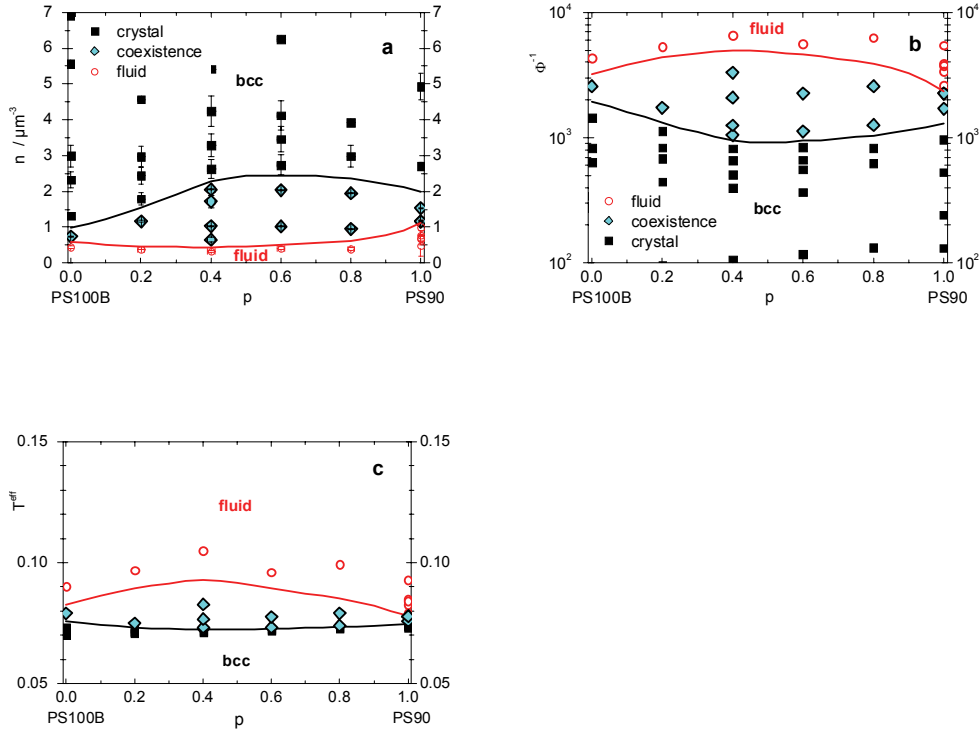 7 7
6 6
5 5
4 4
3 3
2 2
1 1
0 0
n / µm⁻³
crystal
coexistence
fluid
a
bcc
fluid
0.0 0.2 0.4 0.6 0.8 1.0
PS100B p PS90
10⁴ 10⁴
10³ 10³
10² 10²
Φ⁻¹
fluid
b
fluid
coexistence
crystal
bcc
0.0 0.2 0.4 0.6 0.8 1.0
PS100B p PS90
0.15 0.15
0.10 0.10
0.05 0.05
T^eff
c
fluid
bcc
0.0 0.2 0.4 0.6 0.8 1.0
PS100B p PS90